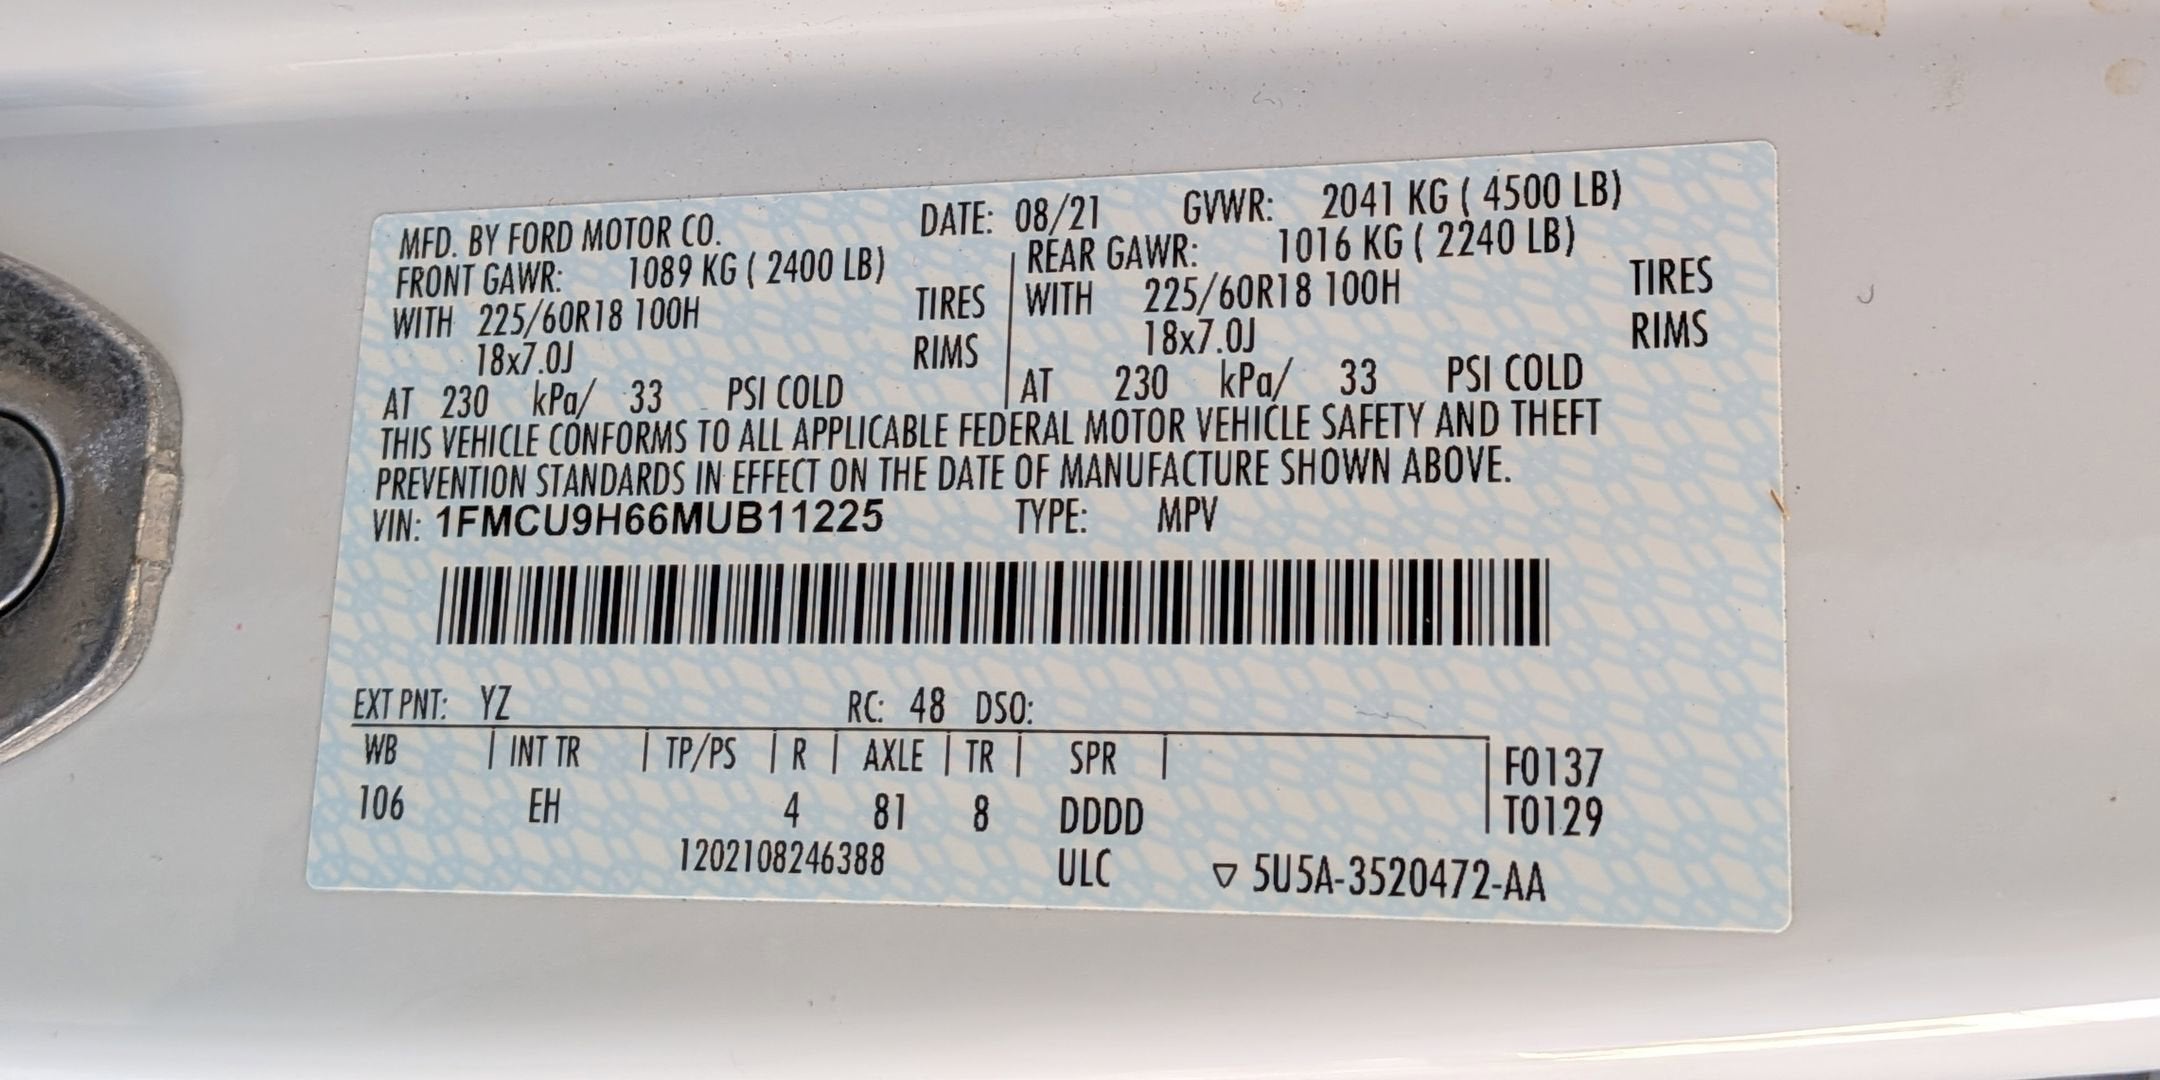 MFD. BY FORD MOTOR CO. DATE: 08/21 GVWR: 2041 KG ( 4500 LB)
FRONT GAWR: 1089 KG ( 2400 LB) REAR GAWR: 1016 KG ( 2240 LB)
WITH 225/60R18 100H TIRES WITH 225/60R18 100H TIRES
18x7.0J RIMS 18x7.0J RIMS
AT 230 kPa/ 33 PSI COLD AT 230 kPa/ 33 PSI COLD
THIS VEHICLE CONFORMS TO ALL APPLICABLE FEDERAL MOTOR VEHICLE SAFETY AND THEFT
PREVENTION STANDARDS IN EFFECT ON THE DATE OF MANUFACTURE SHOWN ABOVE.
VIN: 1FMCU9H66MUB11225 TYPE: MPV
EXT PNT: YZ RC: 48 DSO:
WB | INT TR | TP/PS | R | AXLE | TR | SPR | F0137
106 EH 4 81 8 DDDD T0129
1202108246388 ULC ▽ 5U5A-3520472-AA